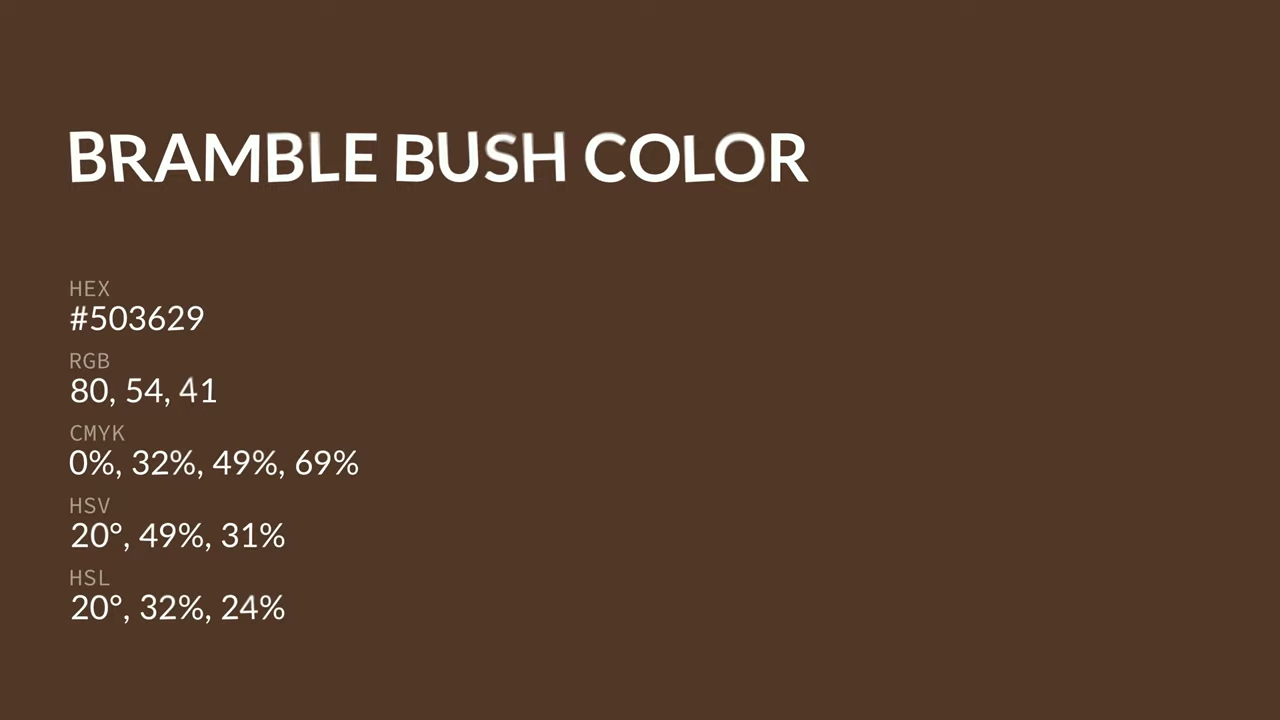 BRAMBLE BUSH COLOR
HEX
#503629
RGB
80, 54, 41
CMYK
0%, 32%, 49%, 69%
HSV
20°, 49%, 31%
HSL
20°, 32%, 24%